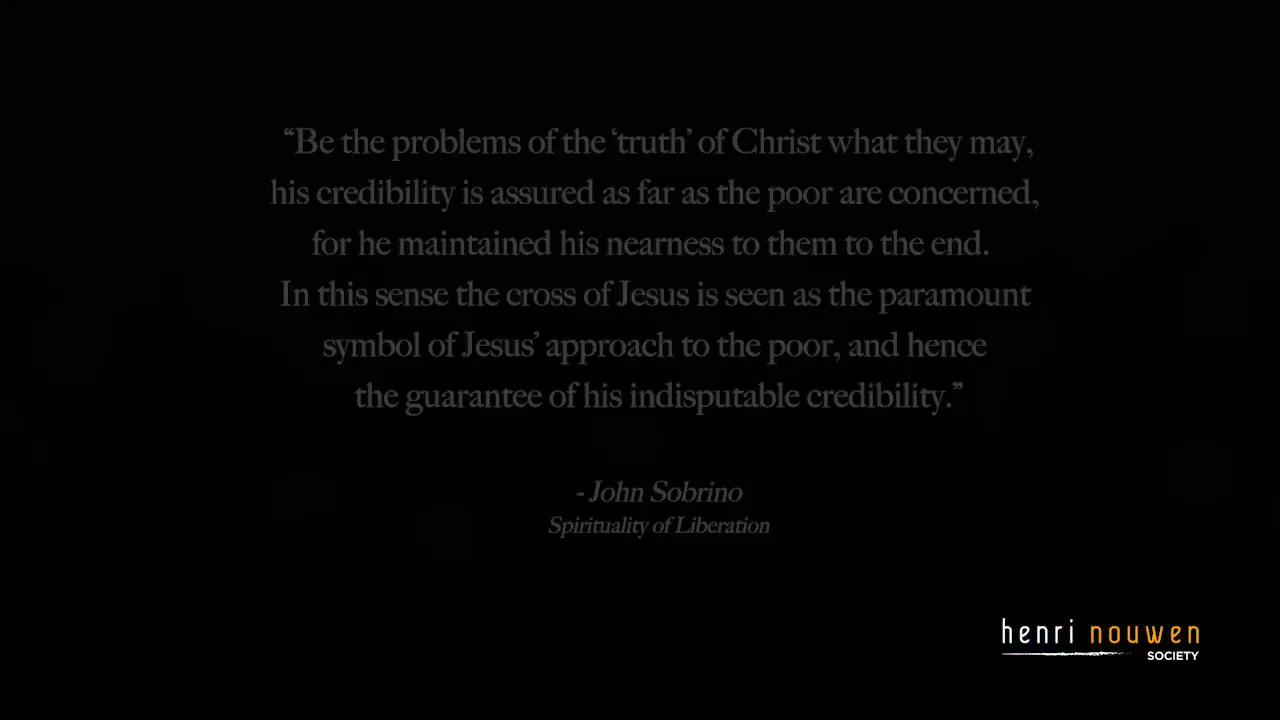 “Be the problems of the ‘truth’ of Christ what they may,
his credibility is assured as far as the poor are concerned,
for he maintained his nearness to them to the end.
In this sense the cross of Jesus is seen as the paramount
symbol of Jesus’ approach to the poor, and hence
the guarantee of his indisputable credibility.”
- John Sobrino
Spirituality of Liberation
henri nouwen
SOCIETY